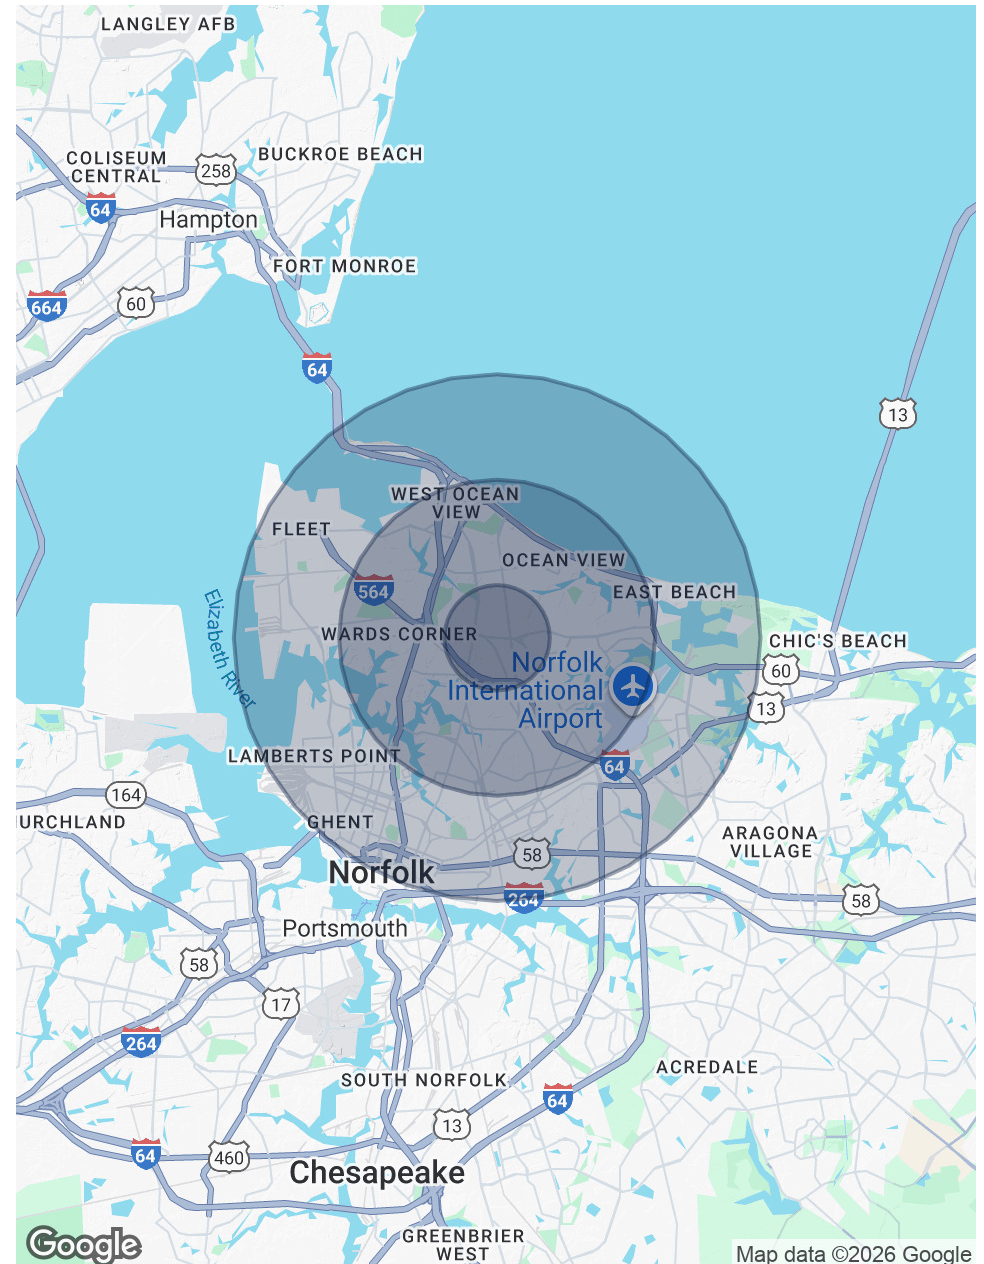 LANGLEY AFB
COLISEUM
CENTRAL
258
BUCKROE BEACH
64
Hampton
FORT MONROE
664
60
64
13
WEST OCEAN
VIEW
FLEET
OCEAN VIEW
564
EAST BEACH
Elizabeth River
WARDS CORNER
CHIC'S BEACH
Norfolk
International
Airport
60
13
LAMBERTS POINT
64
164
URCHLAND
GHENT
ARAGONA
VILLAGE
58
Norfolk
264
58
Portsmouth
58
17
264
ACREDALE
SOUTH NORFOLK
64
13
64
460
Chesapeake
GREENBRIER
WEST
Google
Map data ©2026 Google